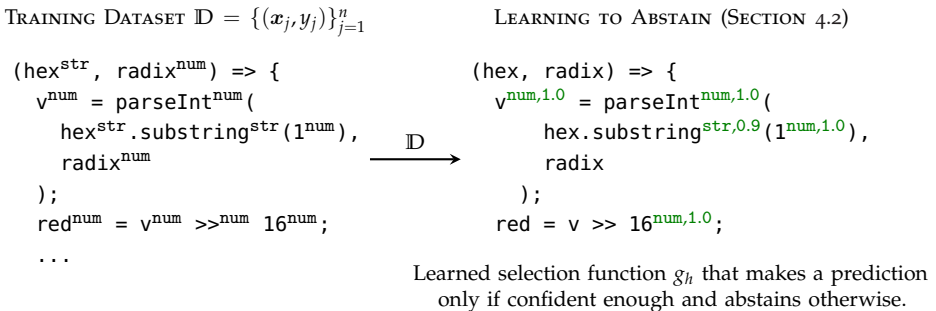 TRAINING DATASET 𝔻 = {(𝒙ⱼ, yⱼ)}ⁿⱼ₌₁
(hex^str, radix^num) => {
v^num = parseInt^num(
hex^str.substring^str(1^num),
radix^num
);
red^num = v^num >>^num 16^num;
...
𝔻
LEARNING TO ABSTAIN (SECTION 4.2)
(hex, radix) => {
v^num,1.0 = parseInt^num,1.0(
hex.substring^str,0.9(1^num,1.0),
radix
);
red = v >> 16^num,1.0;
Learned selection function g_h that makes a prediction
only if confident enough and abstains otherwise.